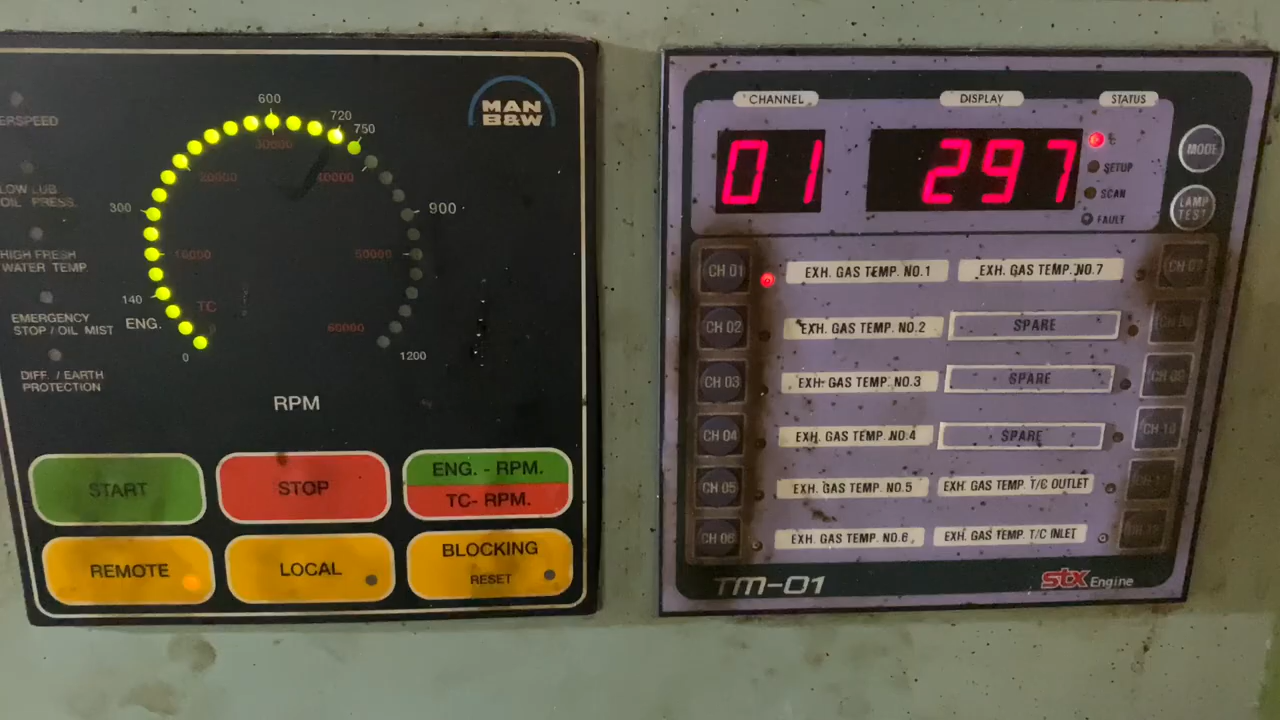 ERSPEED
LOW LUB.
OIL PRESS.
HIGH FRESH
WATER TEMP.
EMERGENCY
STOP / OIL MIST
DIFF. / EARTH
PROTECTION
MAN
B&W
600
720
750
30000
20000
40000
300
900
10000
50000
140
TC
ENG.
60000
0
0
1200
RPM
START
STOP
ENG. - RPM.
TC- RPM.
REMOTE
LOCAL
BLOCKING
RESET
CHANNEL
DISPLAY
STATUS
01
297
°C
SETUP
SCAN
FAULT
MODE
LAMP
TEST
CH 01
EXH. GAS TEMP. NO.1
EXH. GAS TEMP. NO.7
CH 07
CH 02
EXH. GAS TEMP. NO.2
SPARE
CH 03
EXH. GAS TEMP. NO.3
SPARE
CH 09
CH 04
EXH. GAS TEMP. NO.4
SPARE
CH 10
CH 05
EXH. GAS TEMP. NO.5
EXH. GAS TEMP. T/C OUTLET
CH 06
EXH. GAS TEMP. NO.6
EXH. GAS TEMP. T/C INLET
TM-01
STX Engine